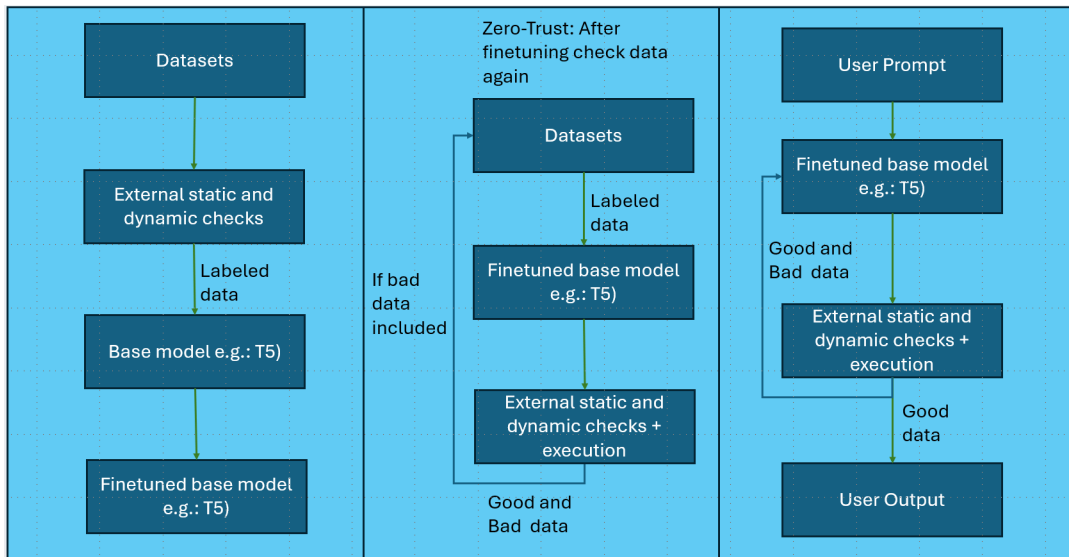 Datasets
External static and
dynamic checks
Labeled
data
Base model e.g.: T5)
Finetuned base model
e.g.: T5)
Zero-Trust: After
finetuning check data
again
Datasets
Labeled
data
Finetuned base model
e.g.: T5)
If bad
data
included
External static and
dynamic checks +
execution
Good and
Bad data
User Prompt
Finetuned base model
e.g.: T5)
Good and
Bad data
External static and
dynamic checks +
execution
Good
data
User Output